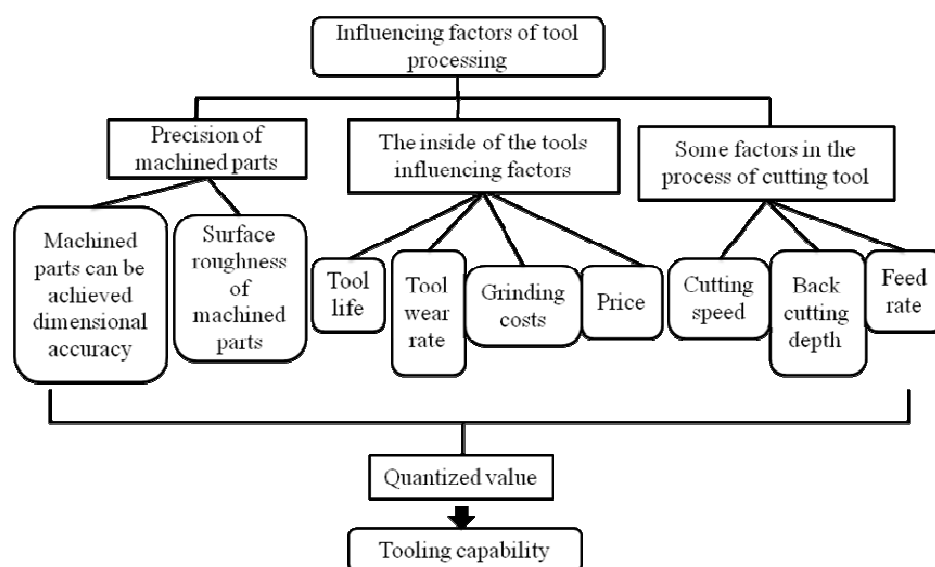 Influencing factors of tool
processing
Precision of
machined parts
The inside of the tools
influencing factors
Some factors in the
process of cutting tool
Machined
parts can be
achieved
dimensional
accuracy
Surface
roughness
of
machined
parts
Tool
life
Tool
wear
rate
Grinding
costs
Price
Cutting
speed
Back
cutting
depth
Feed
rate
Quantized value
Tooling capability